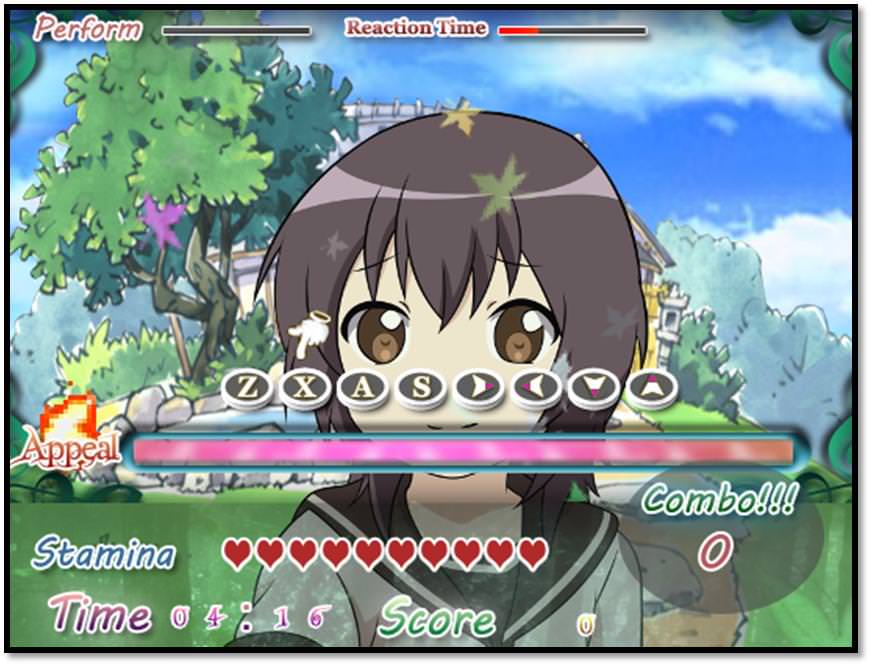 Perform Reaction Time
Z X A S
Appeal
Combo!!!
Stamina 0
Time 04:16 Score 0